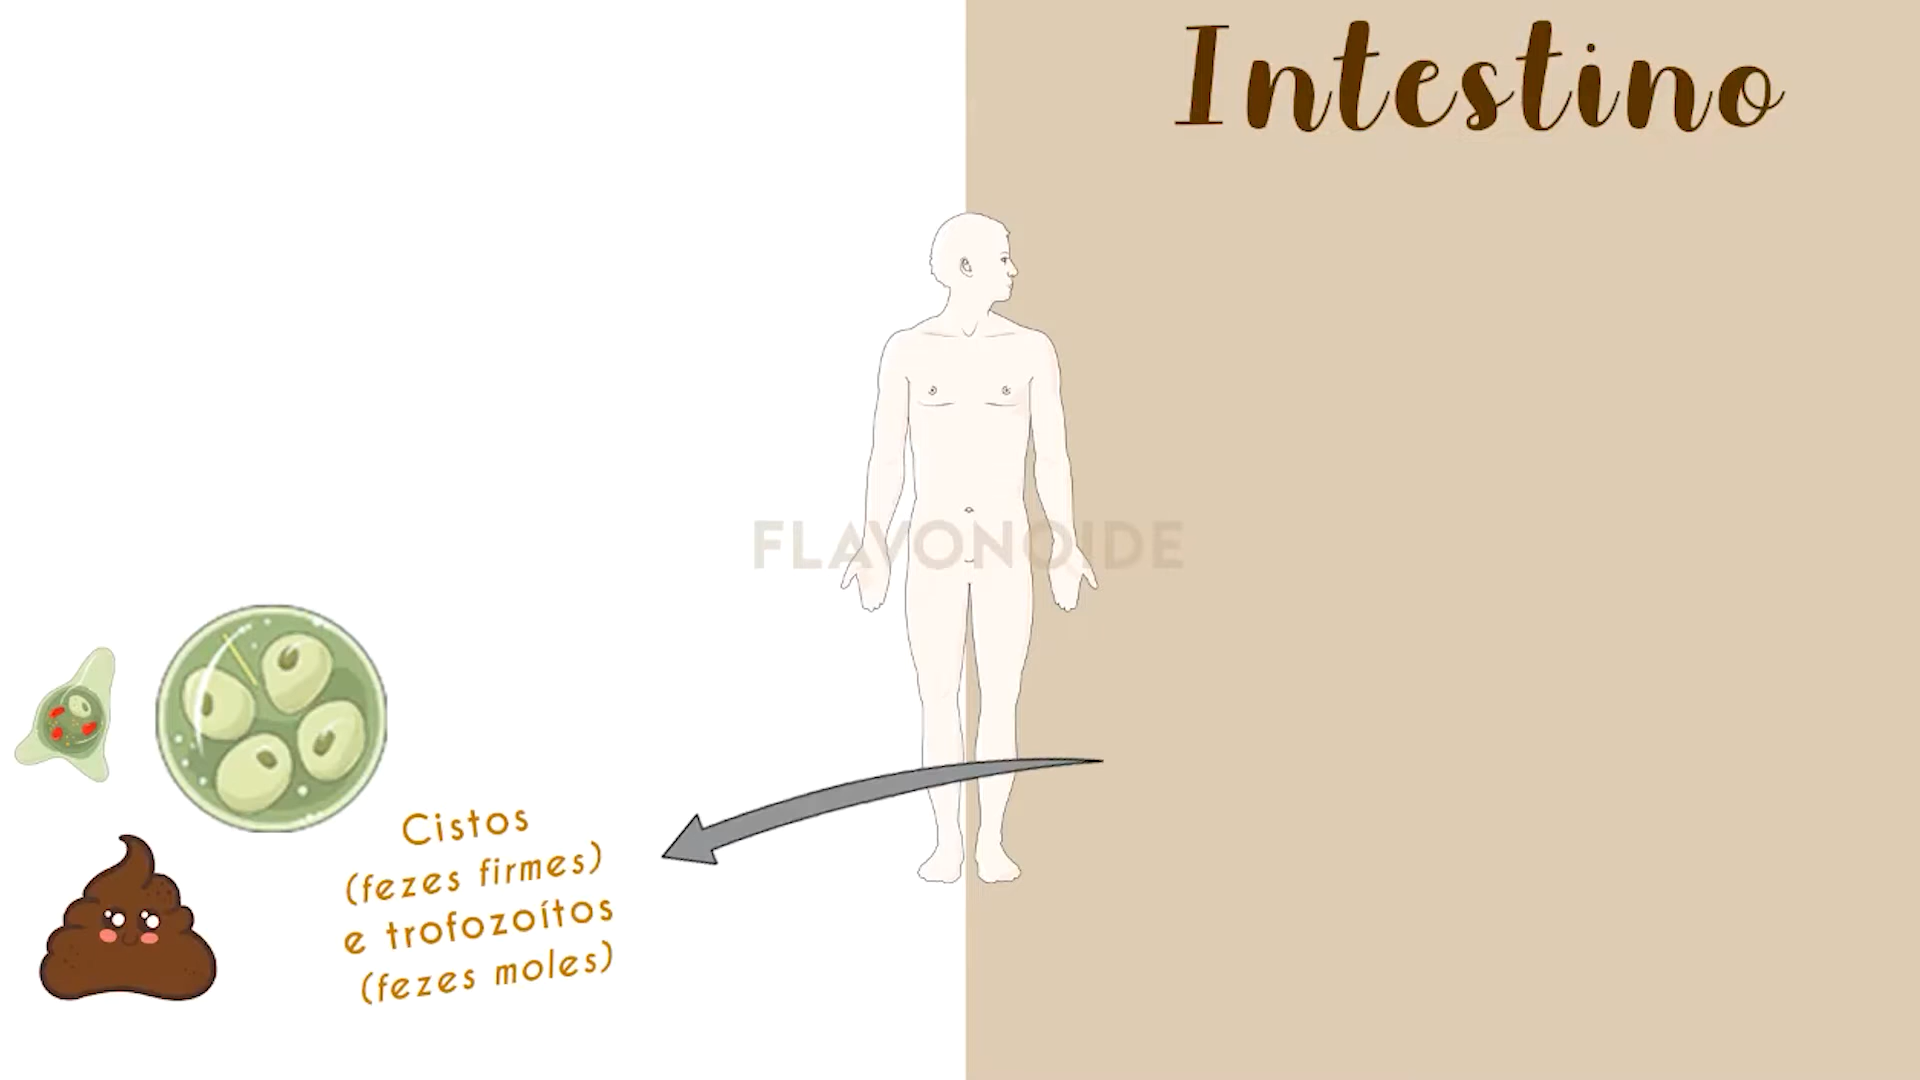 Intestino
FLAVONOIDE
Cistos
(fezes firmes)
e trofozoítos
(fezes moles)